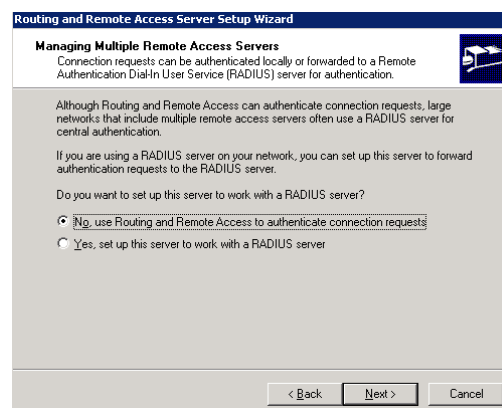 Routing and Remote Access Server Setup Wizard
Managing Multiple Remote Access Servers
Connection requests can be authenticated locally or forwarded to a Remote
Authentication Dial-In User Service (RADIUS) server for authentication.
Although Routing and Remote Access can authenticate connection requests, large
networks that include multiple remote access servers often use a RADIUS server for
central authentication.
If you are using a RADIUS server on your network, you can set up this server to forward
authentication requests to the RADIUS server.
Do you want to set up this server to work with a RADIUS server?
No, use Routing and Remote Access to authenticate connection requests
Yes, set up this server to work with a RADIUS server
< Back Next > Cancel